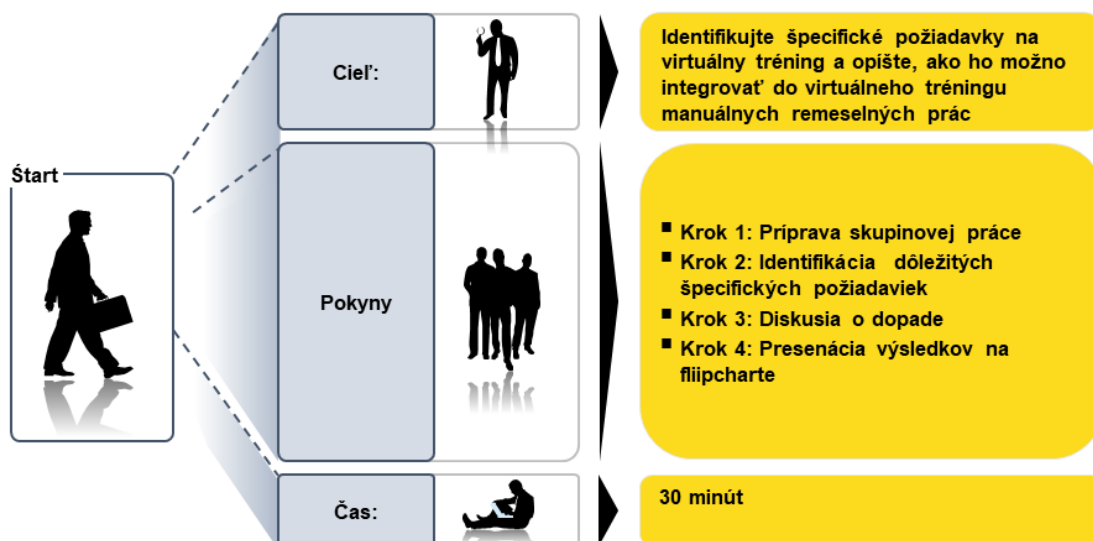 Štart
Cieľ:
Identifikujte špecifické požiadavky na
virtuálny tréning a opíšte, ako ho možno
integrovať do virtuálneho tréningu
manuálnych remeselných prác
Pokyny
▪ Krok 1: Príprava skupinovej práce
▪ Krok 2: Identifikácia dôležitých
špecifických požiadaviek
▪ Krok 3: Diskusia o dopade
▪ Krok 4: Presenácia výsledkov na
fliipcharte
Čas:
30 minút